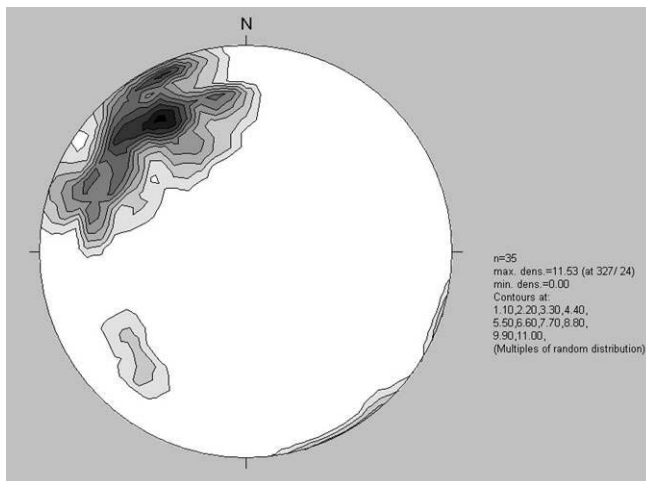 N
n=35
max. dens.=11.53 (at 327/ 24)
min. dens.=0.00
Contours at:
1.10,2.20,3.30,4.40,
5.50,6.60,7.70,8.80,
9.90,11.00,
(Multiples of random distribution)